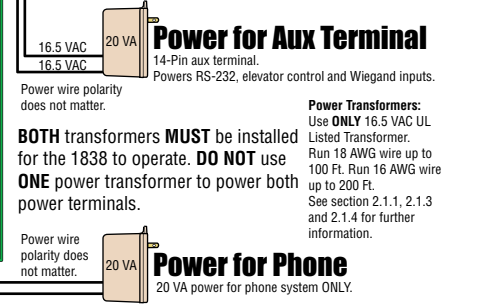 16.5 VAC
16.5 VAC
20 VA
Power for Aux Terminal
14-Pin aux terminal.
Powers RS-232, elevator control and Wiegand inputs.
Power wire polarity
does not matter.
BOTH transformers MUST be installed
for the 1838 to operate. DO NOT use
ONE power transformer to power both
power terminals.
Power Transformers:
Use ONLY 16.5 VAC UL
Listed Transformer.
Run 18 AWG wire up to
100 Ft. Run 16 AWG wire
up to 200 Ft.
See section 2.1.1, 2.1.3
and 2.1.4 for further
information.
Power wire
polarity does
not matter.
20 VA
Power for Phone
20 VA power for phone system ONLY.